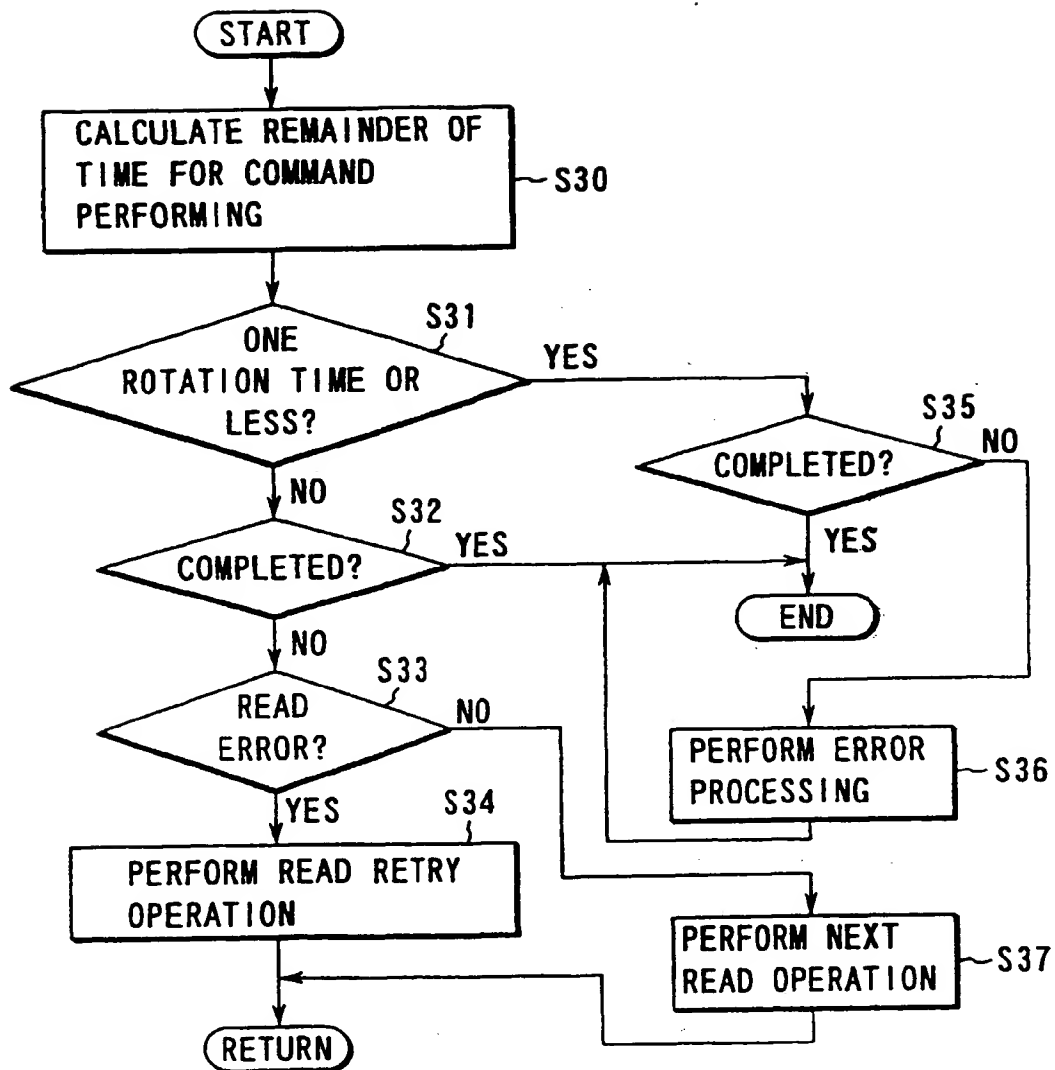 START
CALCULATE REMAINDER OF
TIME FOR COMMAND
PERFORMING
S30
S31
ONE
ROTATION TIME OR
LESS?
YES
NO
S35
COMPLETED?
NO
YES
END
S32
COMPLETED?
YES
NO
S33
READ
ERROR?
NO
YES
S36
PERFORM ERROR
PROCESSING
S34
PERFORM READ RETRY
OPERATION
PERFORM NEXT
READ OPERATION
S37
RETURN